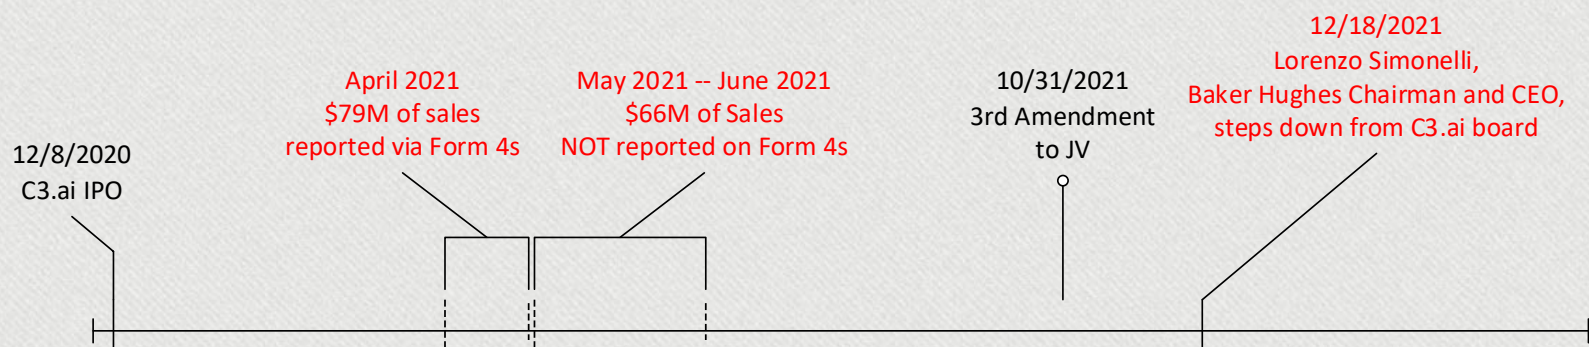 12/8/2020
C3.ai IPO
April 2021
$79M of sales
reported via Form 4s
May 2021 -- June 2021
$66M of Sales
NOT reported on Form 4s
10/31/2021
3rd Amendment
to JV
12/18/2021
Lorenzo Simonelli,
Baker Hughes Chairman and CEO,
steps down from C3.ai board